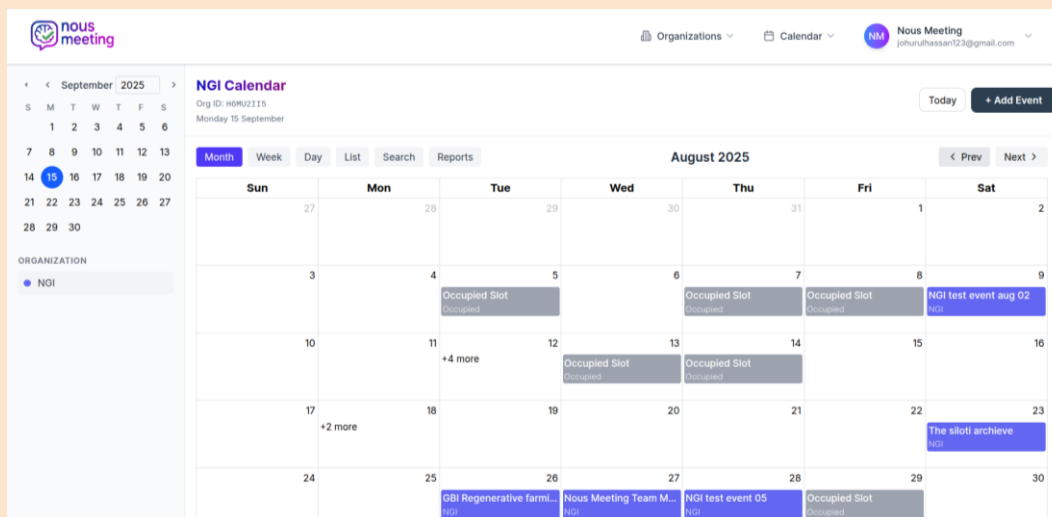 nous
meeting
Organizations
Calendar
NM
Nous Meeting
johurulhassan123@gmail.com
September 2025
S M T W T F S
1 2 3 4 5 6
7 8 9 10 11 12 13
14 15 16 17 18 19 20
21 22 23 24 25 26 27
28 29 30
ORGANIZATION
NGI
NGI Calendar
Org ID: H6MU2II5
Monday 15 September
Today
+ Add Event
Month Week Day List Search Reports
August 2025
Prev Next
Sun Mon Tue Wed Thu Fri Sat
27 28 29 30 31 1 2
3 4 5 6 7 8 9
Occupied Slot Occupied Slot Occupied Slot NGI test event aug 02
Occupied Occupied Occupied NGI
10 11 12 13 14 15 16
+4 more Occupied Slot Occupied Slot
Occupied Occupied
17 18 19 20 21 22 23
+2 more The siloti archieve
NGI
24 25 26 27 28 29 30
GBI Regenerative farmi... Nous Meeting Team M... NGI test event 05 Occupied Slot
NGI NGI NGI Occupied